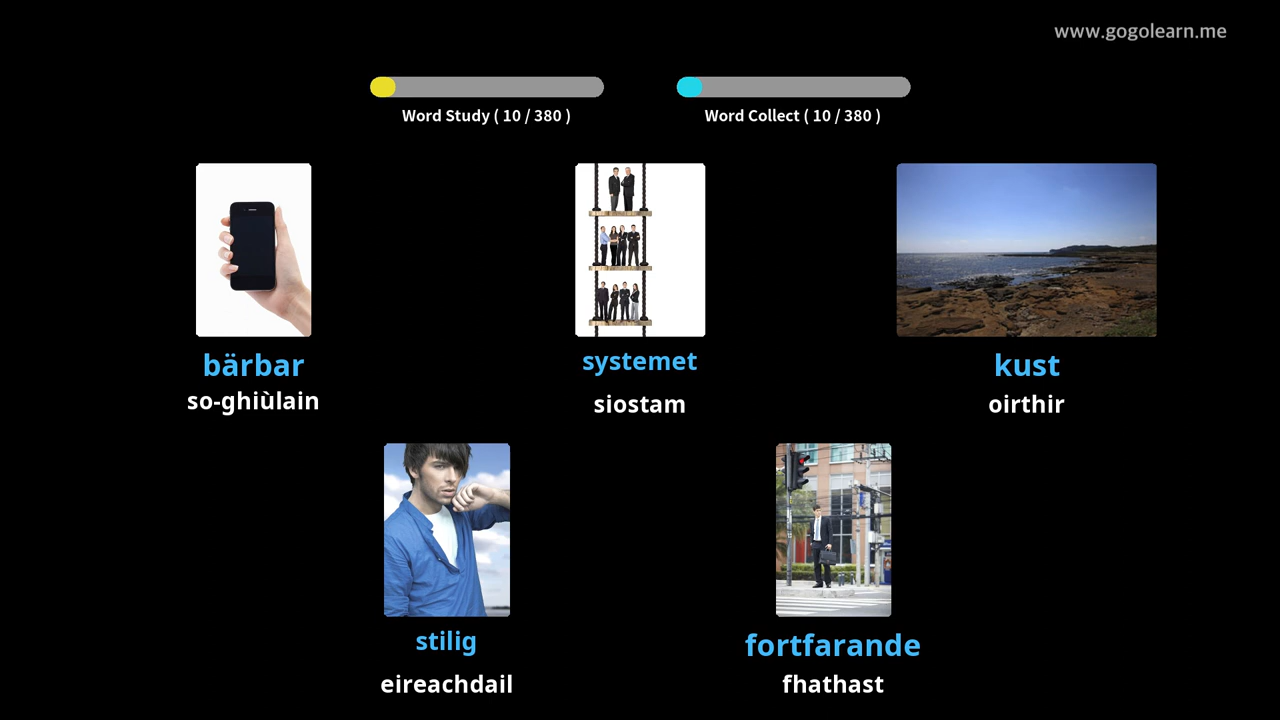 www.gogolearn.me
Word Study ( 10 / 380 )
Word Collect ( 10 / 380 )
bärbar
so-ghiùlain
systemet
siostam
kust
oirthir
stilig
eireachdail
fortfarande
fhathast